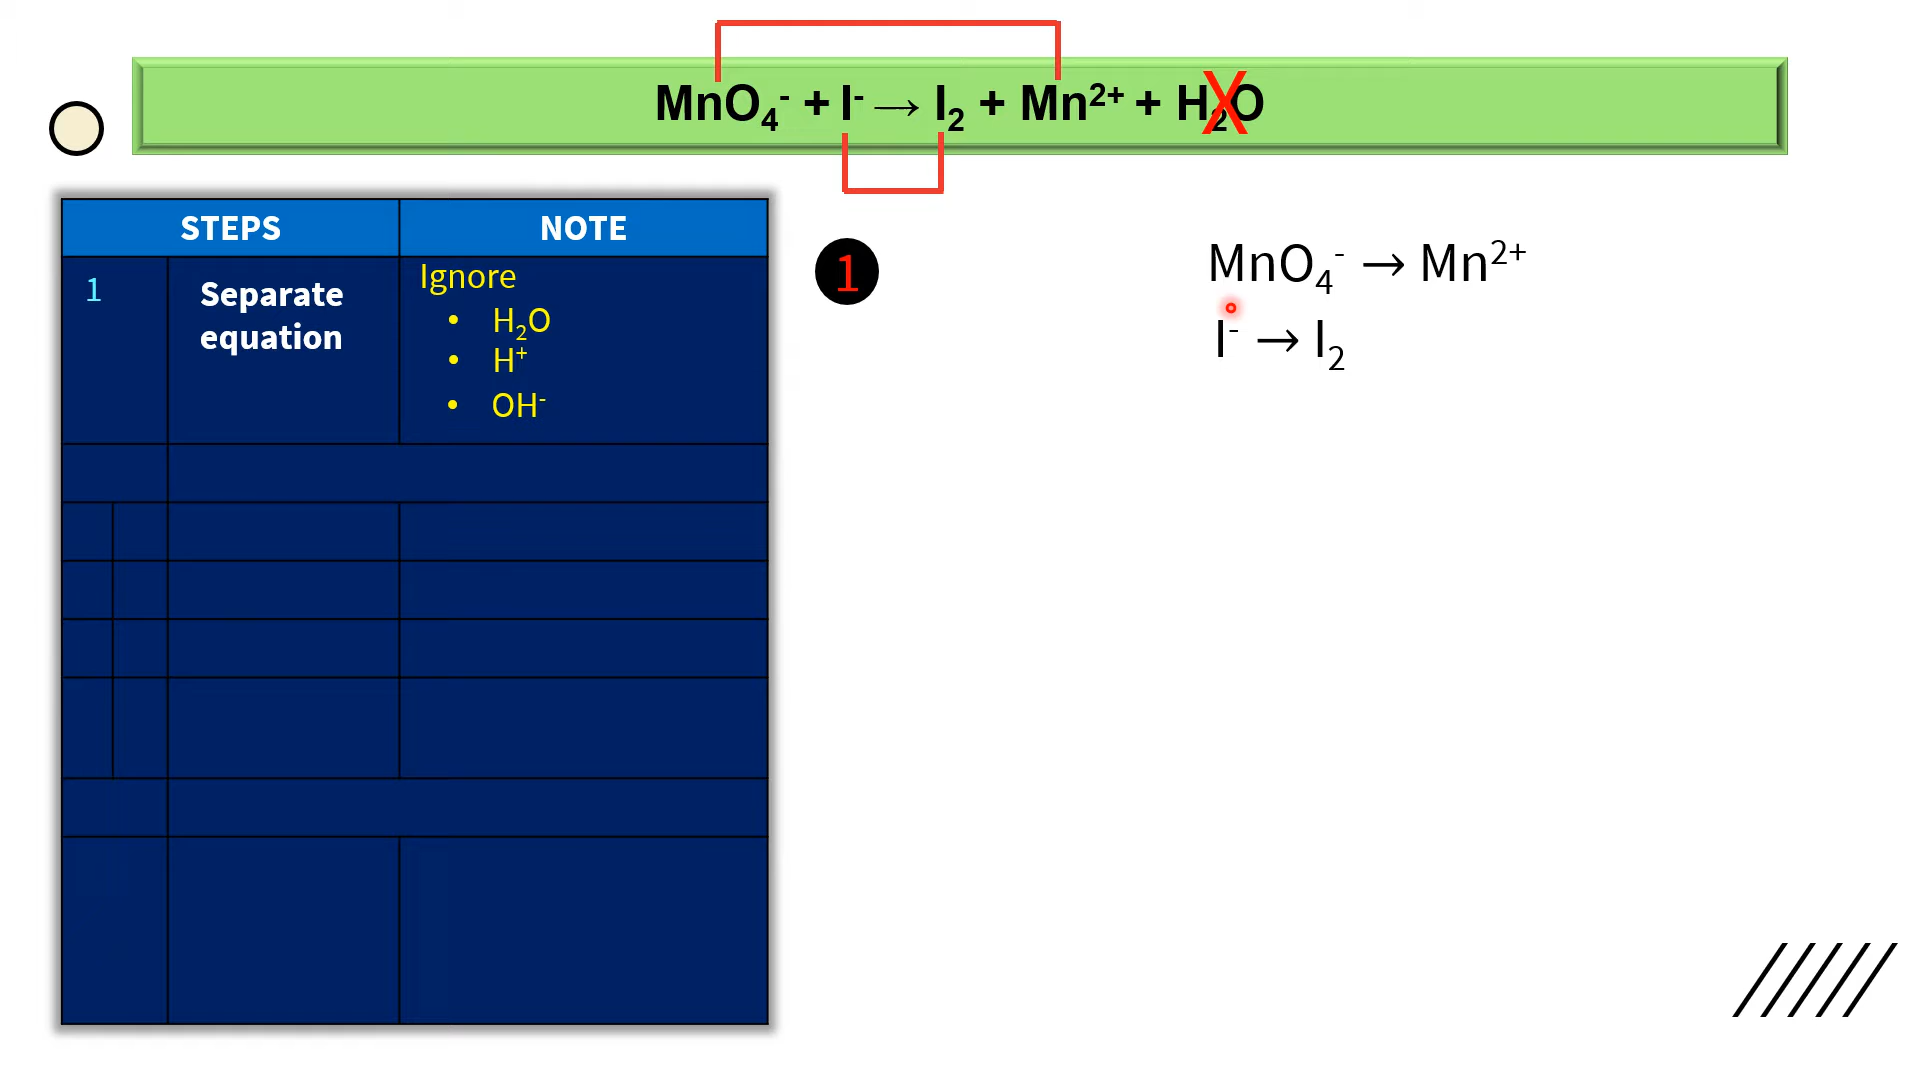 MnO₄⁻ + I⁻ → I₂ + Mn²⁺ + H₂O
X
STEPS NOTE
1 Separate equation
Ignore
• H₂O
• H⁺
• OH⁻
1
MnO₄⁻ → Mn²⁺
I⁻ → I₂